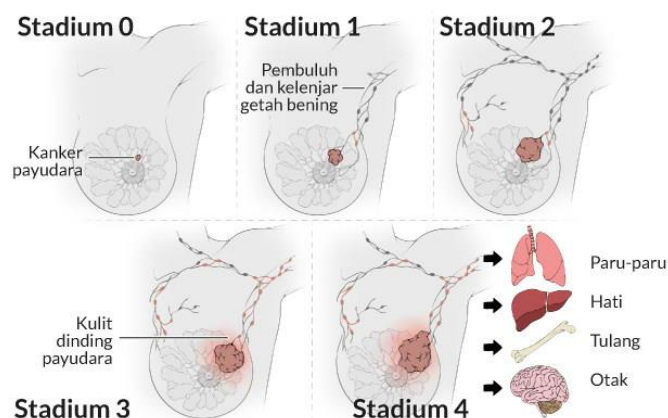 Stadium 0
Stadium 1
Stadium 2
Pembuluh
dan kelenjar
getah bening
Kanker
payudara
Kulit
dinding
payudara
Stadium 3
Stadium 4
Paru-paru
Hati
Tulang
Otak